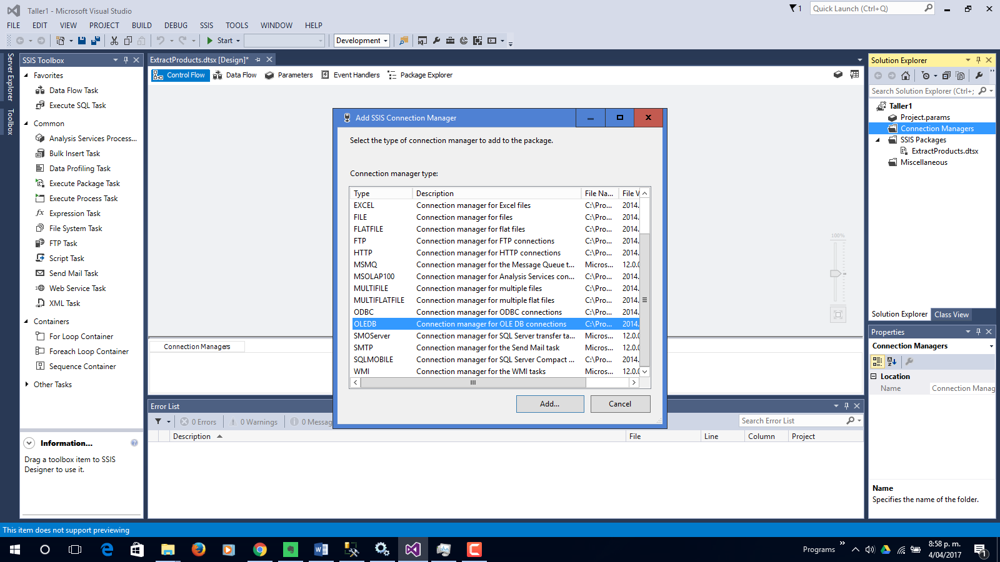 Taller1 - Microsoft Visual Studio
1
Quick Launch (Ctrl+Q)
FILE EDIT VIEW PROJECT BUILD DEBUG SSIS TOOLS WINDOW HELP
Start
Development
Server Explorer
Toolbox
SSIS Toolbox
Favorites
Data Flow Task
Execute SQL Task
Common
Analysis Services Process...
Bulk Insert Task
Data Profiling Task
Execute Package Task
Execute Process Task
Expression Task
File System Task
FTP Task
Script Task
Send Mail Task
Web Service Task
XML Task
Containers
For Loop Container
Foreach Loop Container
Sequence Container
Other Tasks
Information...
Drag a toolbox item to SSIS
Designer to use it.
ExtractProducts.dtsx [Design]*
Control Flow Data Flow Parameters Event Handlers Package Explorer
100%
Connection Managers
Add SSIS Connection Manager
Select the type of connection manager to add to the package.
Connection manager type:
Type Description File Na... File V
EXCEL Connection manager for Excel files C:\Pro... 2014.
FILE Connection manager for files C:\Pro... 2014.
FLATFILE Connection manager for flat files C:\Pro... 2014.
FTP Connection manager for FTP connections C:\Pro... 2014.
HTTP Connection manager for HTTP connections C:\Pro... 2014.
MSMQ Connection manager for the Message Queue t... Micros... 12.0.0
MSOLAP100 Connection manager for Analysis Services con... C:\Pro... 2014.
MULTIFILE Connection manager for multiple files C:\Pro... 2014.
MULTIFLATFILE Connection manager for multiple flat files C:\Pro... 2014.
ODBC Connection manager for ODBC connections C:\Pro... 2014.
OLEDB Connection manager for OLE DB connections C:\Pro... 2014.
SMOServer Connection manager for SQL Server transfer ta... Micros... 12.0.0
SMTP Connection manager for the Send Mail task Micros... 12.0.0
SQLMOBILE Connection manager for SQL Server Compact ... C:\Pro... 2014.
WMI Connection manager for the WMI tasks Micros... 12.0.0
Add... Cancel
Error List
0 Errors 0 Warnings 0 Messag
Search Error List
Description File Line Column Project
Solution Explorer
Search Solution Explorer (Ctrl+;
Taller1
Project.params
Connection Managers
SSIS Packages
ExtractProducts.dtsx
Miscellaneous
Solution Explorer Class View
Properties
Connection Managers
Location
Name Connection Manag
Name
Specifies the name of the folder.
This item does not support previewing
Programs
8:58 p. m.
4/04/2017
1